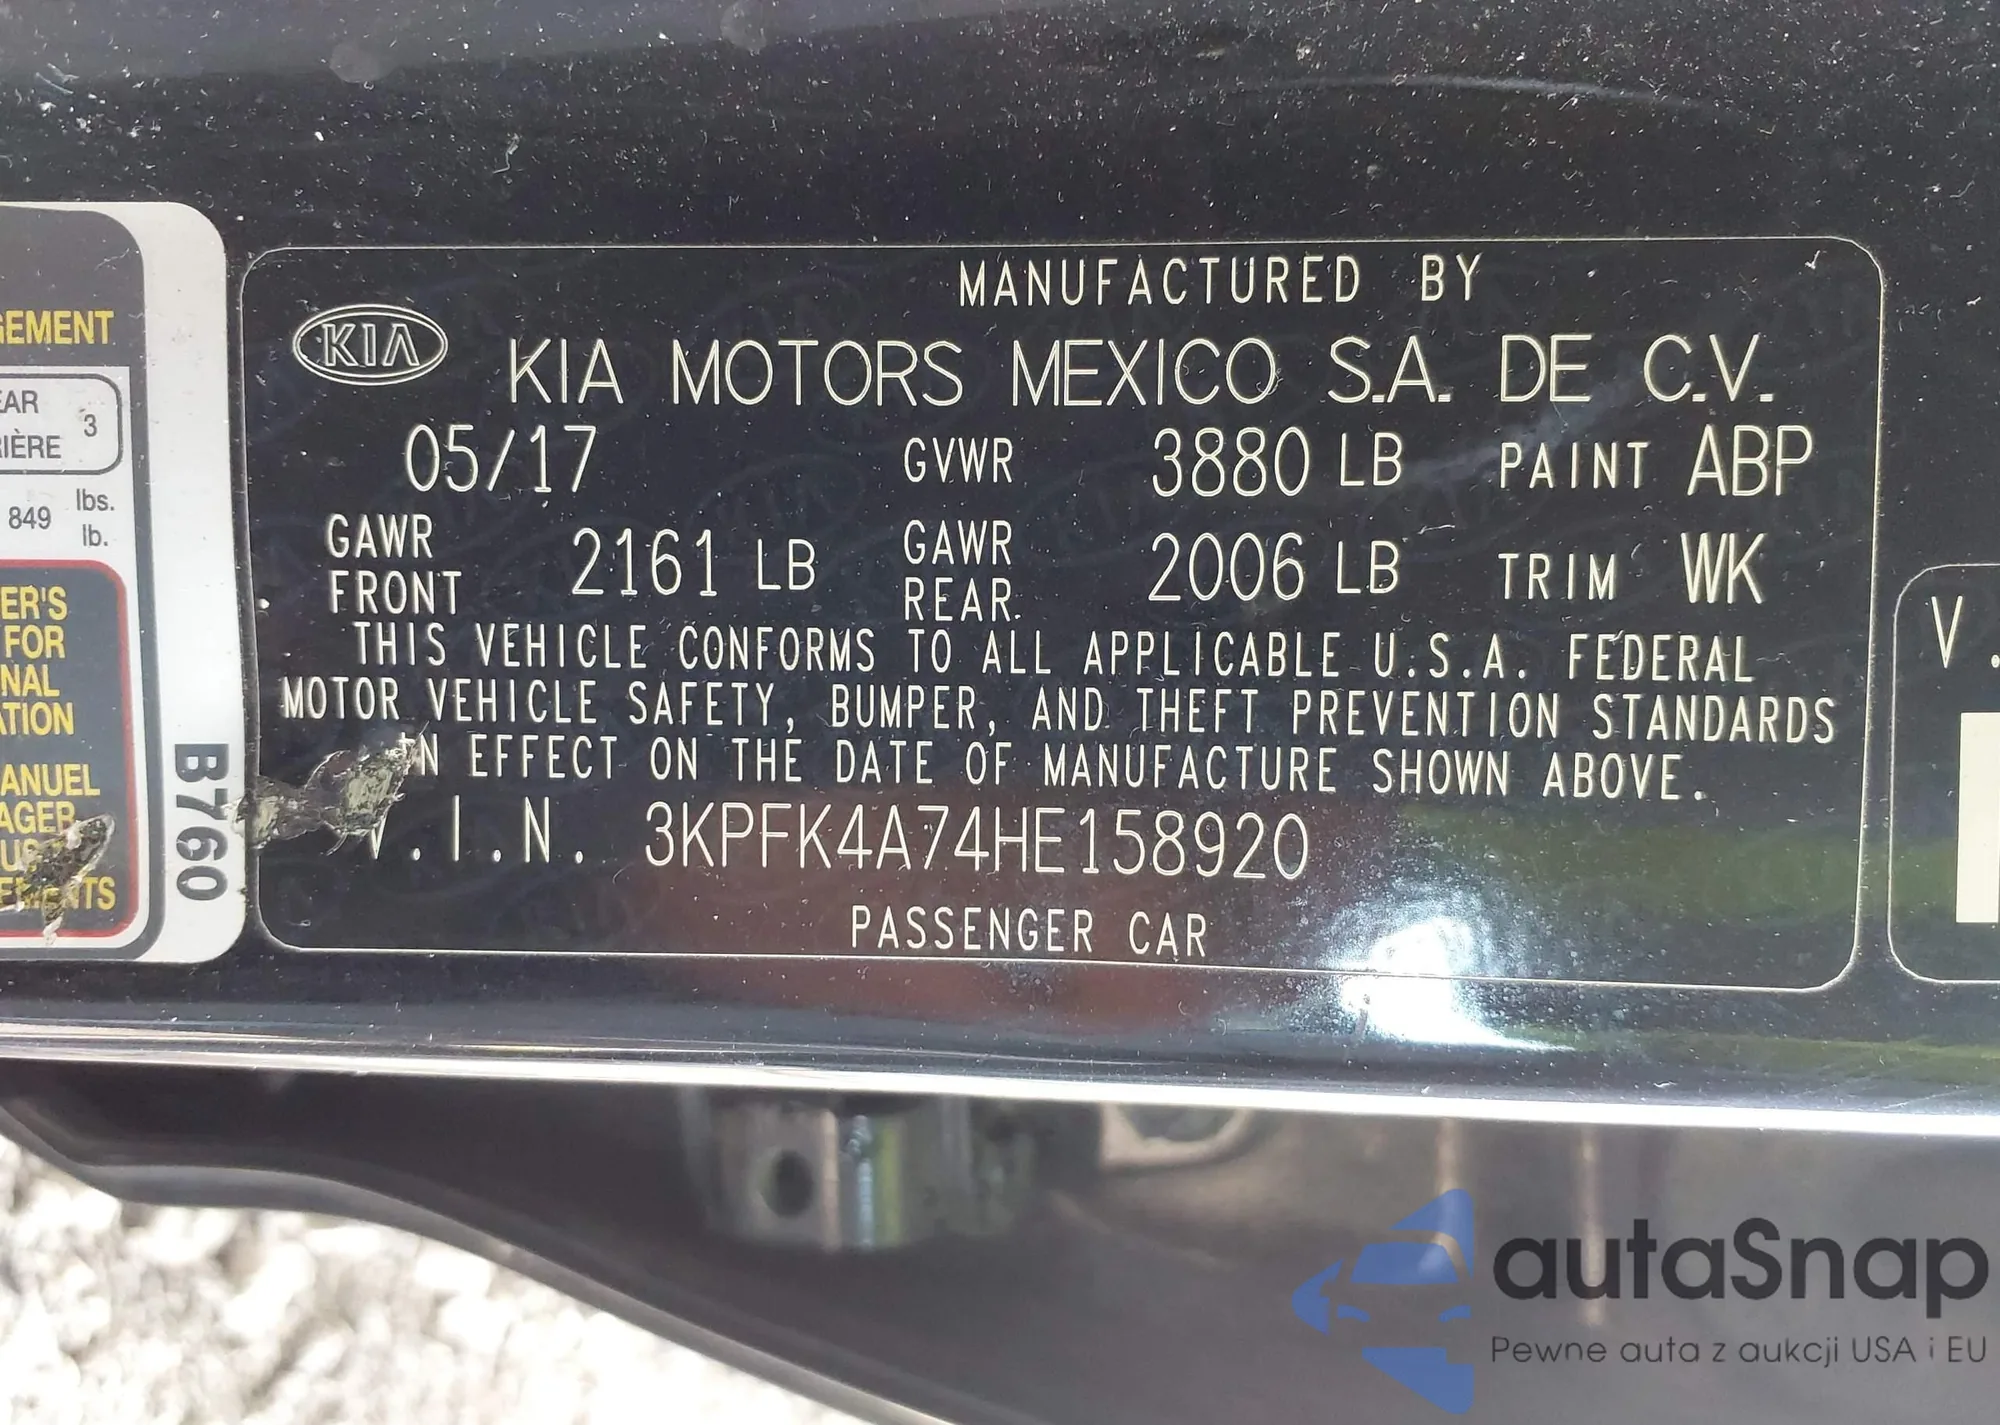 GEMENT
EAR
3
RIÈRE
849
lbs.
lb.
ER'S
FOR
NAL
ATION
ANUEL
AGER
B760
MANUFACTURED BY
KIA
KIA MOTORS MEXICO S.A. DE C.V.
05/17 GVWR 3880 LB PAINT ABP
GAWR FRONT 2161 LB GAWR REAR 2006 LB TRIM WK
THIS VEHICLE CONFORMS TO ALL APPLICABLE U.S.A. FEDERAL
MOTOR VEHICLE SAFETY, BUMPER, AND THEFT PREVENTION STANDARDS
IN EFFECT ON THE DATE OF MANUFACTURE SHOWN ABOVE.
V.I.N. 3KPFK4A74HE158920
PASSENGER CAR
V.
autaSnap
Pewne auta z aukcji USA i EU